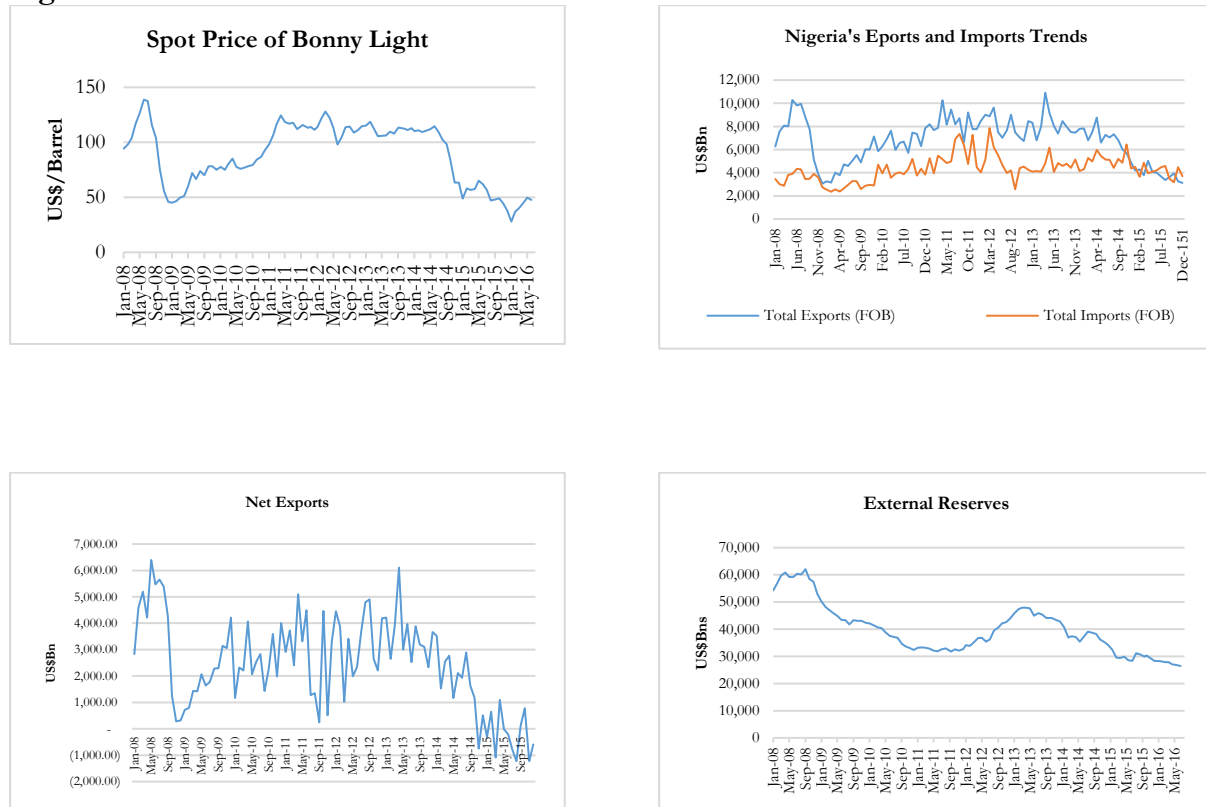 Spot Price of Bonny Light
US$/Barrel
150
100
50
0
Jan-08
May-08
Sep-08
Jan-09
May-09
Sep-09
Jan-10
May-10
Sep-10
Jan-11
May-11
Sep-11
Jan-12
May-12
Sep-12
Jan-13
May-13
Sep-13
Jan-14
May-14
Sep-14
Jan-15
May-15
Sep-15
Jan-16
May-16
Nigeria's Eports and Imports Trends
US$Bn
12,000
10,000
8,000
6,000
4,000
2,000
0
Jan-08
Jun-08
Nov-08
Apr-09
Sep-09
Feb-10
Jul-10
Dec-10
May-11
Oct-11
Mar-12
Aug-12
Jan-13
Jun-13
Nov-13
Apr-14
Sep-14
Feb-15
Jul-15
Dec-151
Total Exports (FOB)
Total Imports (FOB)
Net Exports
US$Bn
7,000.00
6,000.00
5,000.00
4,000.00
3,000.00
2,000.00
1,000.00
-
(1,000.00)
(2,000.00)
Jan-08
May-08
Sep-08
Jan-09
May-09
Sep-09
Jan-10
May-10
Sep-10
Jan-11
May-11
Sep-11
Jan-12
May-12
Sep-12
Jan-13
May-13
Sep-13
Jan-14
May-14
Sep-14
Jan-15
May-15
Sep-15
External Reserves
US$Bns
70,000
60,000
50,000
40,000
30,000
20,000
10,000
0
Jan-08
May-08
Sep-08
Jan-09
May-09
Sep-09
Jan-10
May-10
Sep-10
Jan-11
May-11
Sep-11
Jan-12
May-12
Sep-12
Jan-13
May-13
Sep-13
Jan-14
May-14
Sep-14
Jan-15
May-15
Sep-15
Jan-16
May-16